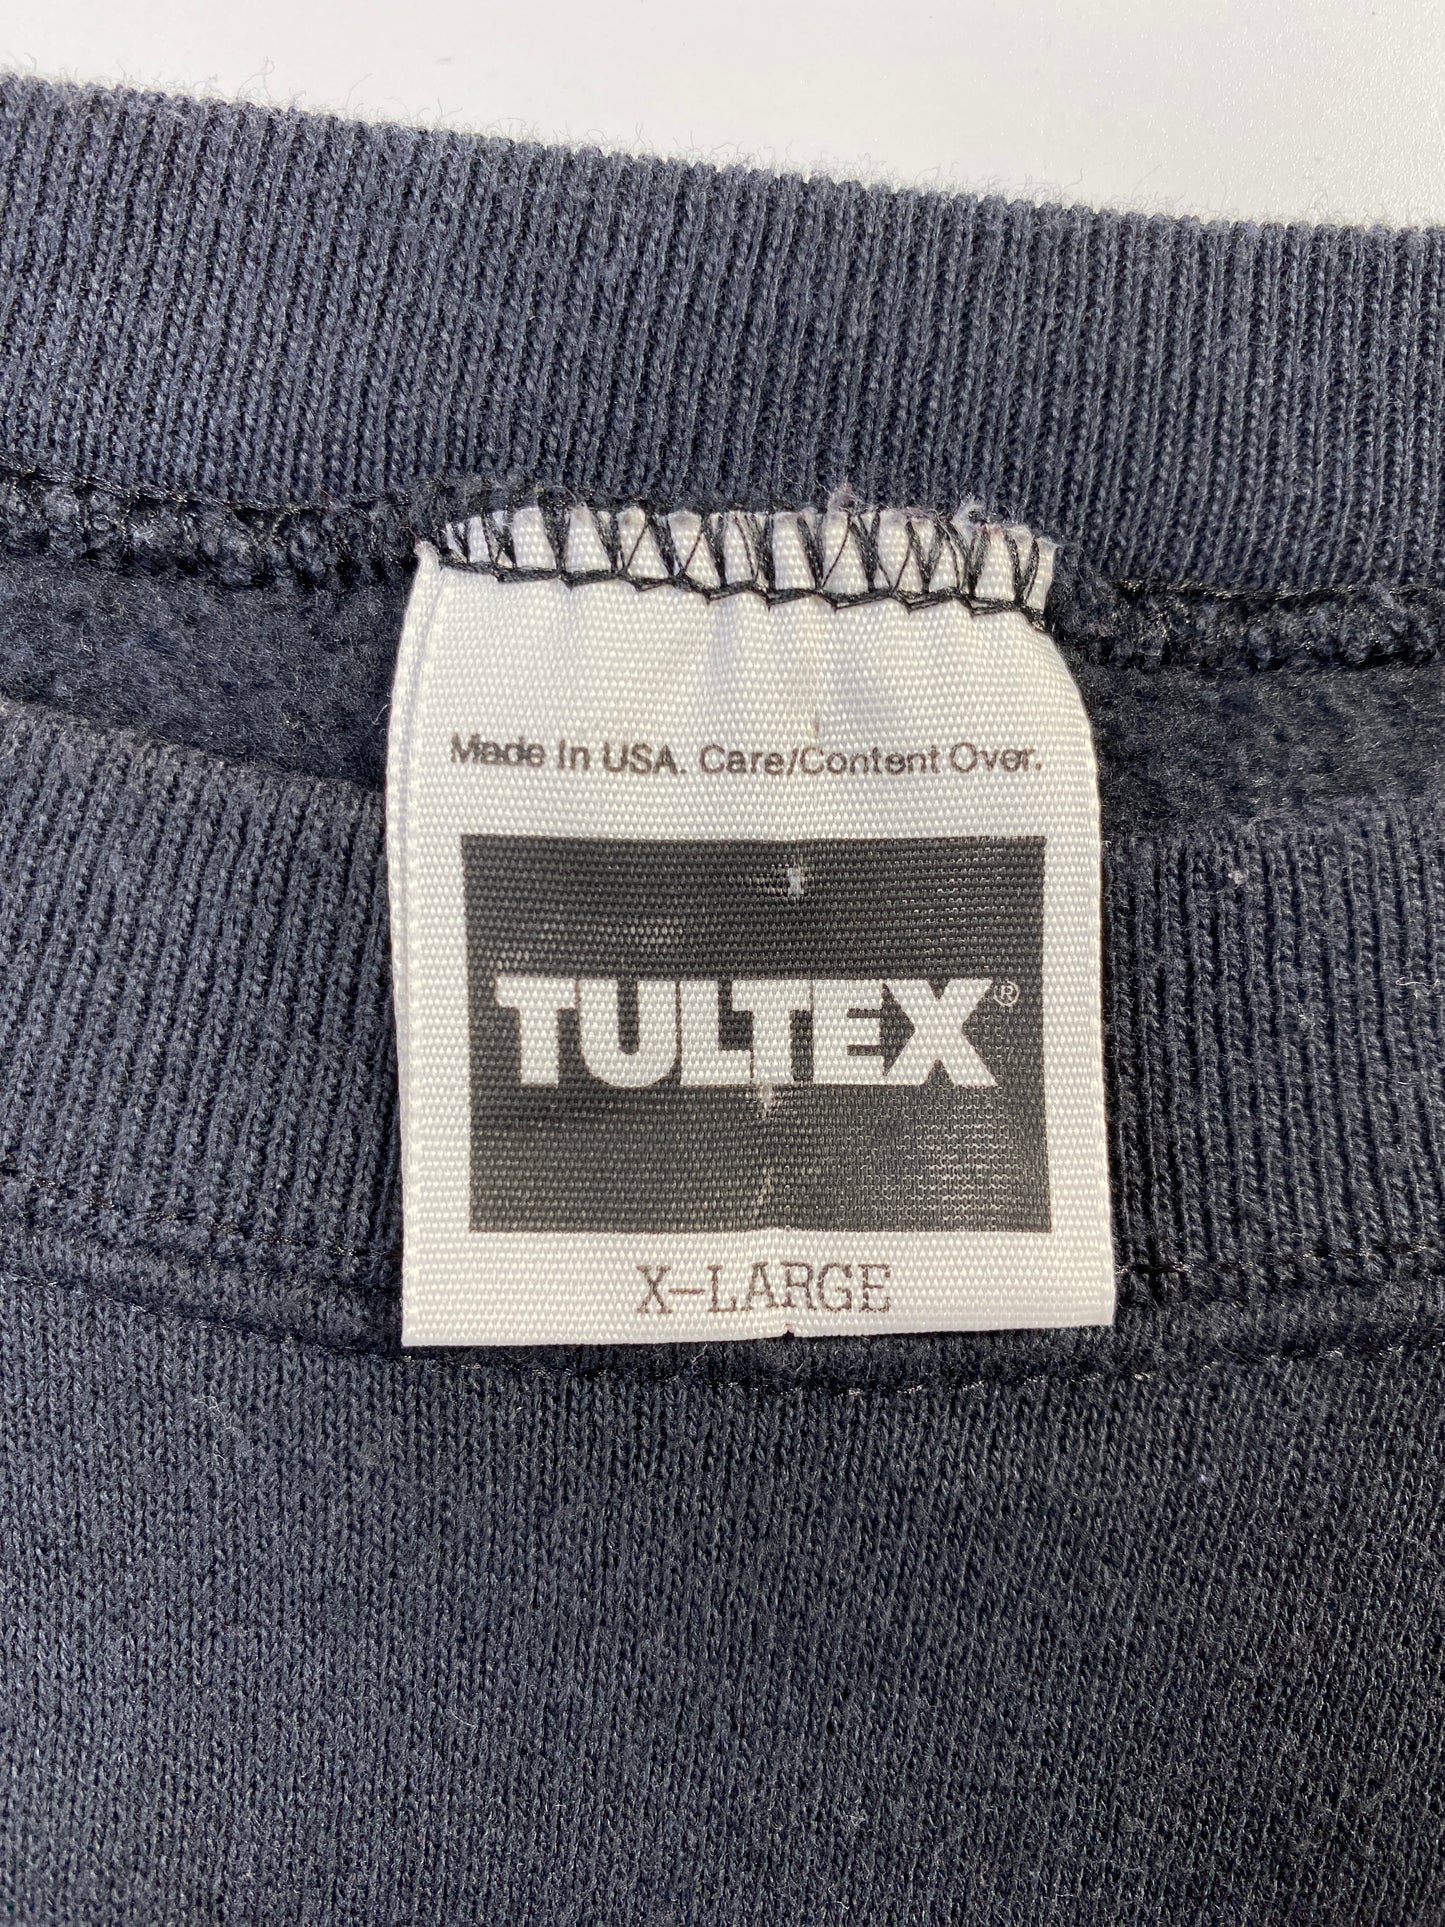 Made In USA. Care/Content Over.
TULTEX®
X-LARGE